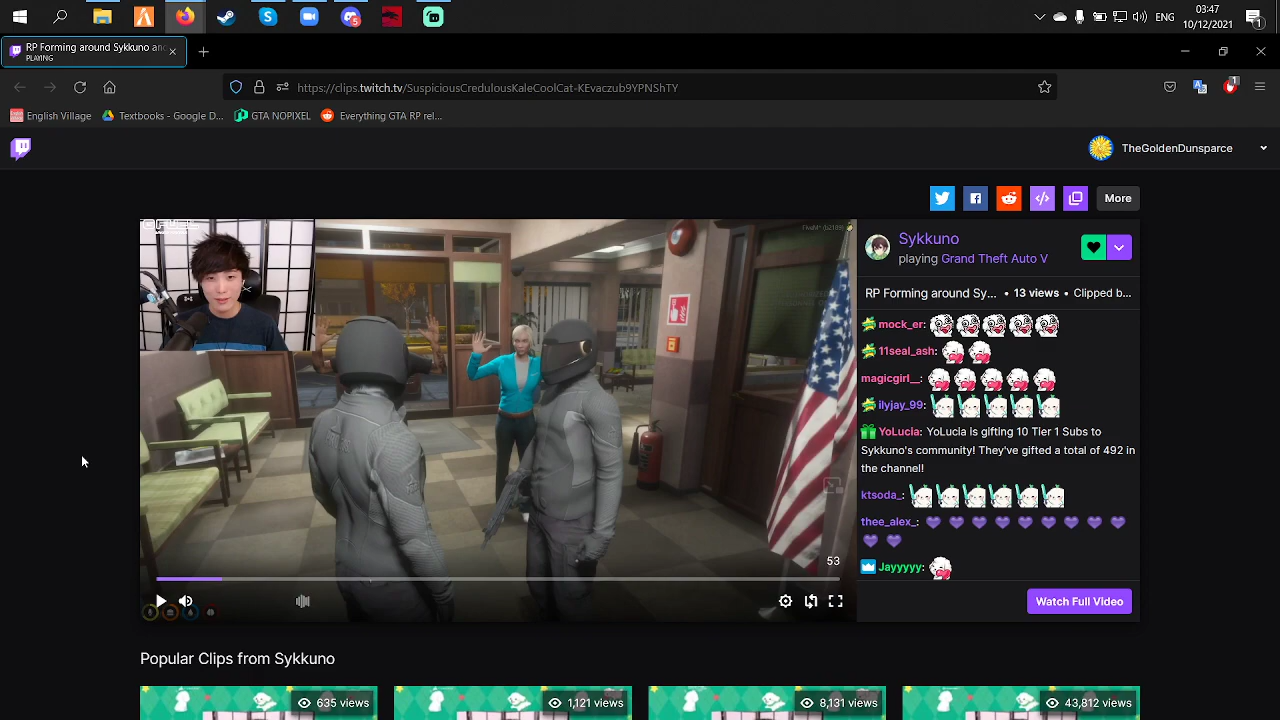 ENG
03:47
10/12/2021
1
5
RP Forming around Sykkuno an
PLAYING
https://clips.twitch.tv/SuspiciousCredulousKaleCoolCat-KEvaczub9YPNShTY
1
English Village
Textbooks - Google D...
GTA NOPIXEL
Everything GTA RP rel...
TheGoldenDunsparce
More
Sykkuno
playing Grand Theft Auto V
RP Forming around Sy... • 13 views • Clipped b...
mock_er:
11seal_ash:
magicgirl__:
ilyjay_99:
YoLucia: YoLucia is gifting 10 Tier 1 Subs to
Sykkuno's community! They've gifted a total of 492 in
the channel!
ktsoda_:
thee_alex_:
Jayyyyy:
53
Watch Full Video
Popular Clips from Sykkuno
635 views
1,121 views
8,131 views
43,812 views